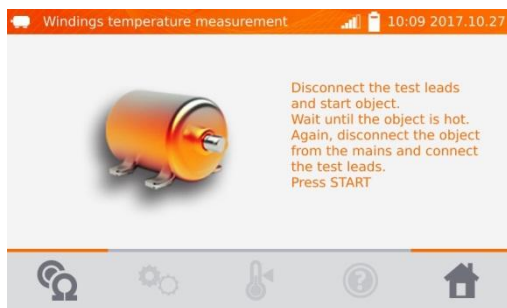 Windings temperature measurement 10:09 2017.10.27
Disconnect the test leads
and start object.
Wait until the object is hot.
Again, disconnect the object
from the mains and connect
the test leads.
Press START
Ω
?